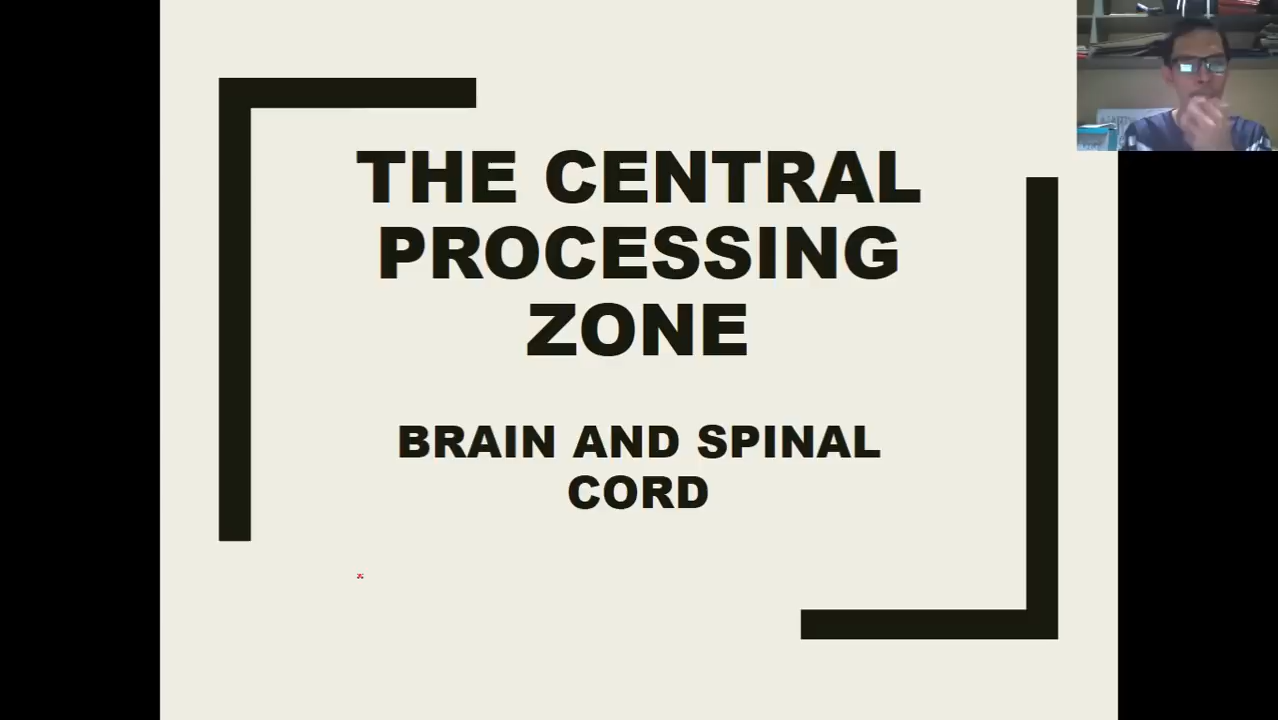 THE CENTRAL
PROCESSING
ZONE
BRAIN AND SPINAL
CORD